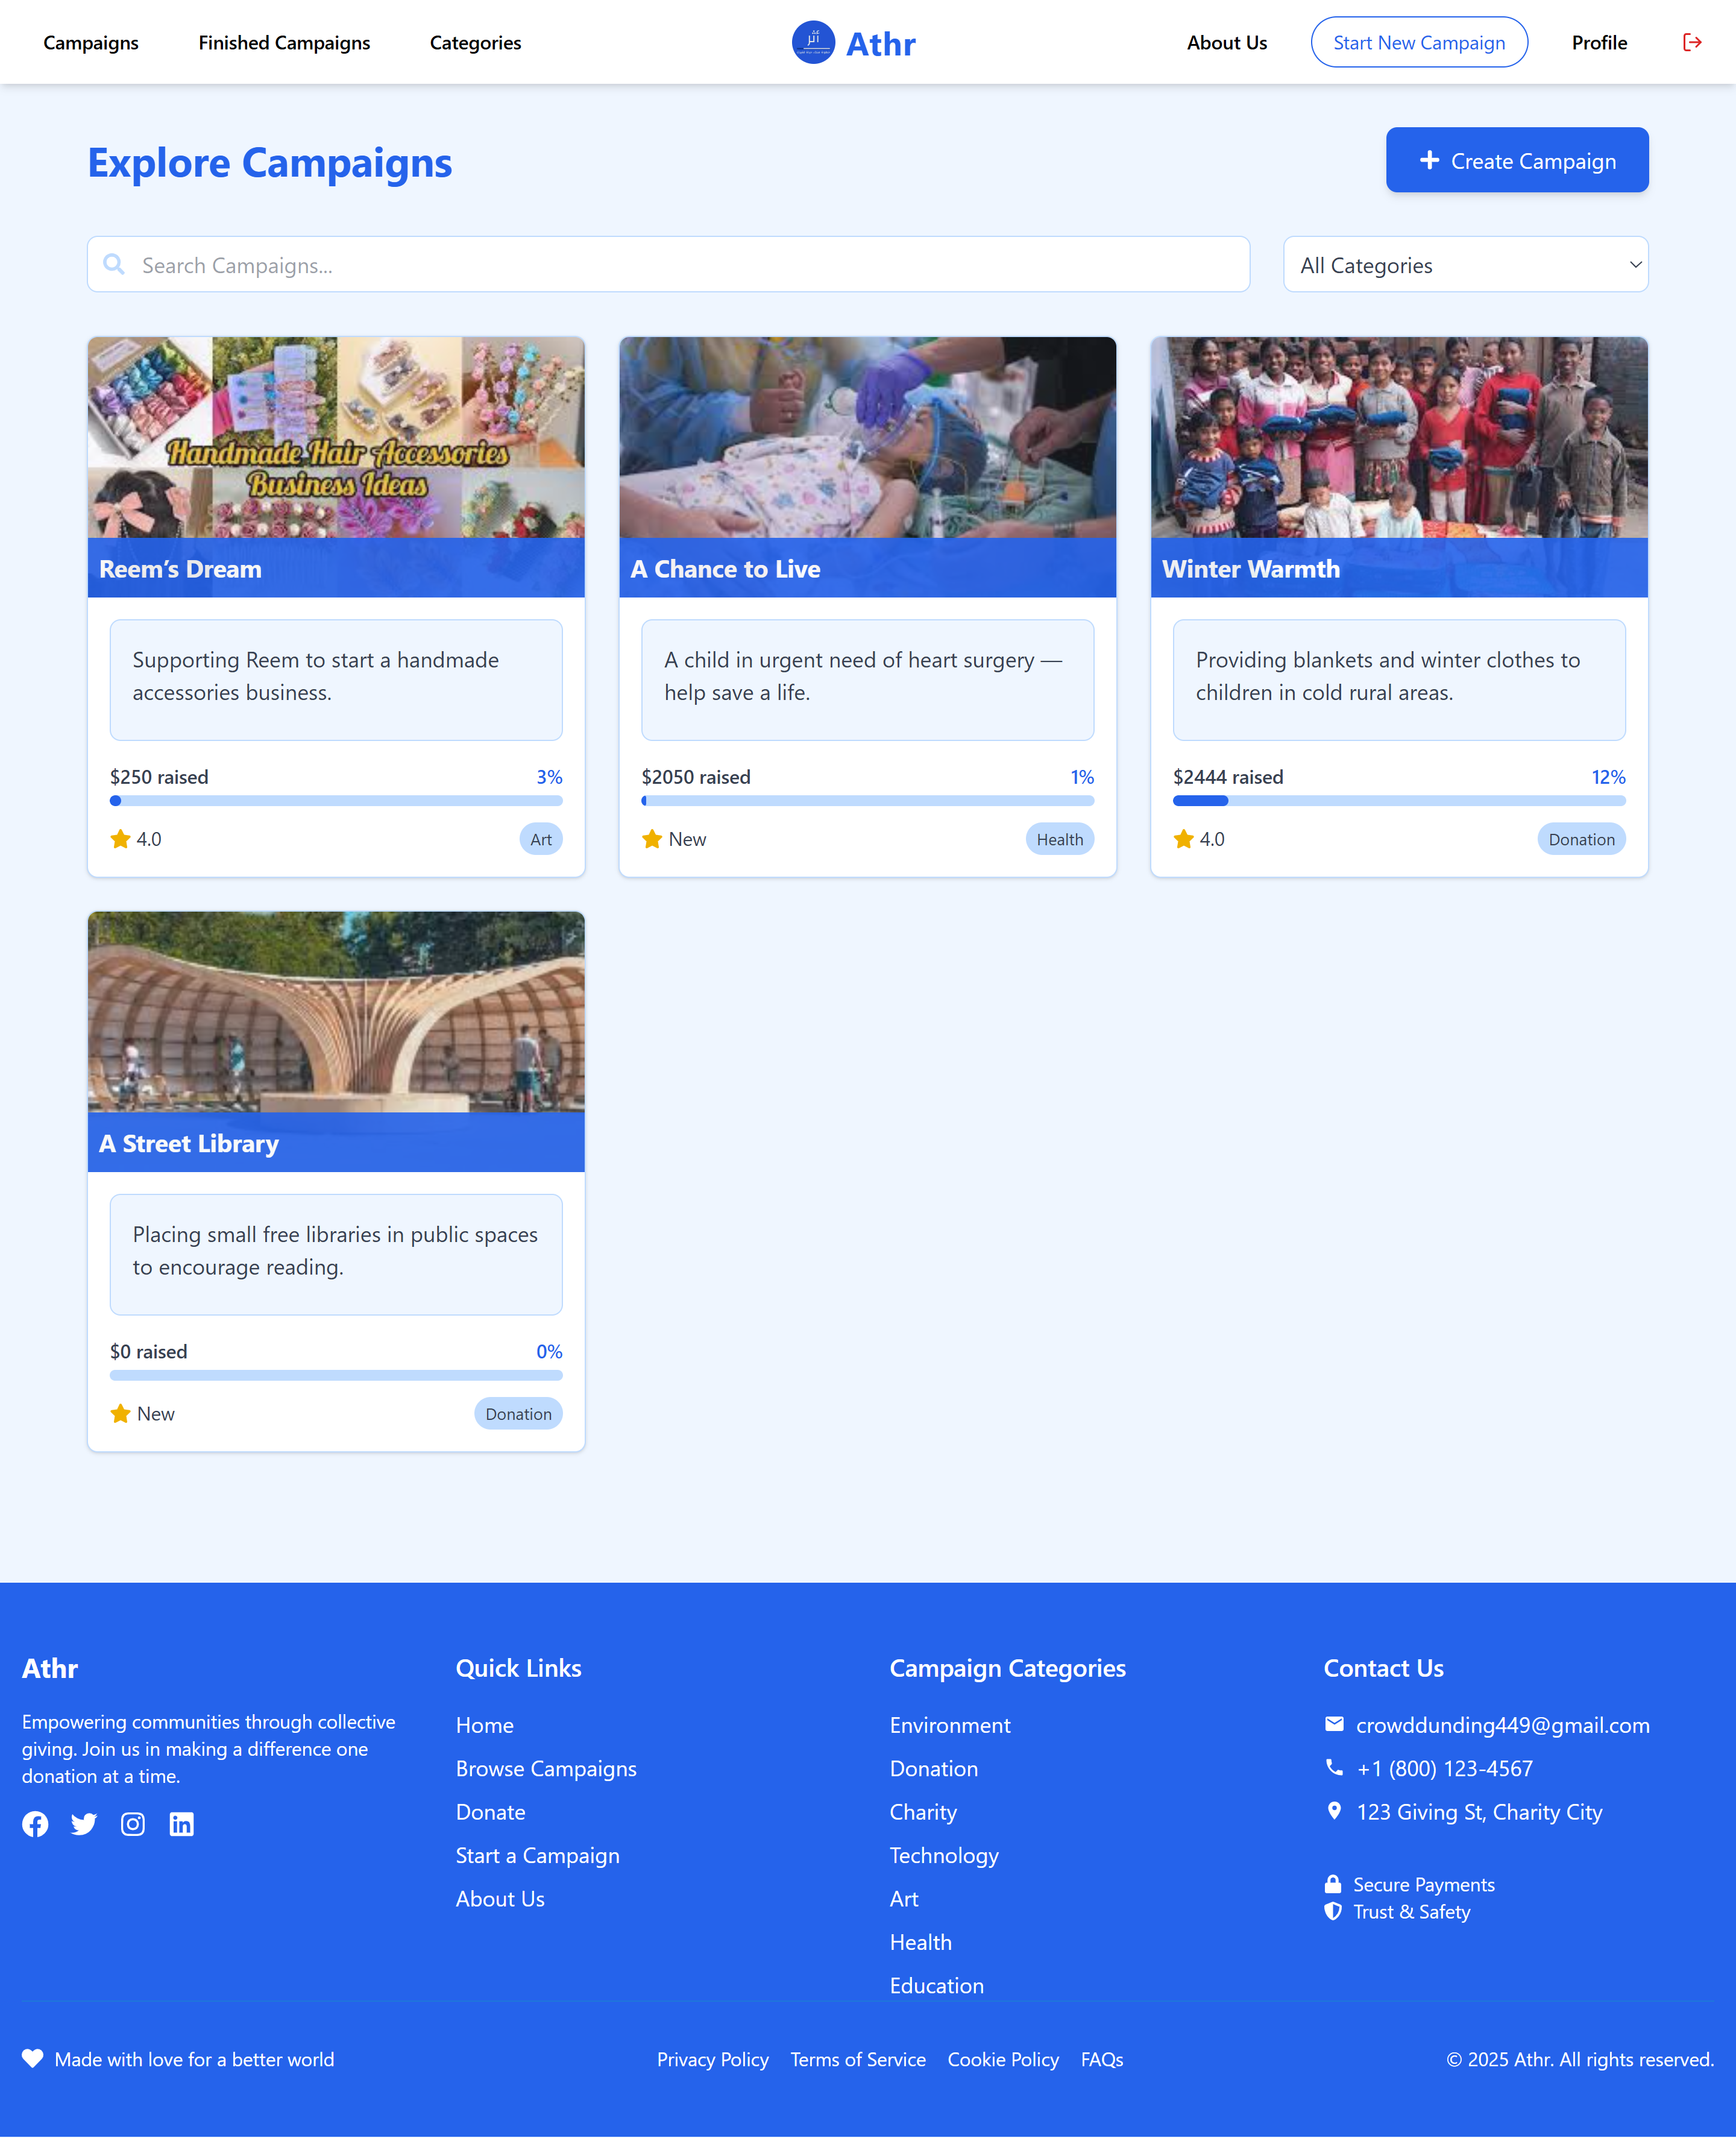 Campaigns
Finished Campaigns
Categories
أثر
Athr
About Us
Start New Campaign
Profile
Explore Campaigns
Create Campaign
Search Campaigns...
All Categories
Handmade Hair Accessories
Business Ideas
Reem’s Dream
Supporting Reem to start a handmade
accessories business.
$250 raised
3%
4.0
Art
A Chance to Live
A child in urgent need of heart surgery —
help save a life.
$2050 raised
1%
New
Health
Winter Warmth
Providing blankets and winter clothes to
children in cold rural areas.
$2444 raised
12%
4.0
Donation
A Street Library
Placing small free libraries in public spaces
to encourage reading.
$0 raised
0%
New
Donation
Athr
Empowering communities through collective
giving. Join us in making a difference one
donation at a time.
Quick Links
Home
Browse Campaigns
Donate
Start a Campaign
About Us
Campaign Categories
Environment
Donation
Charity
Technology
Art
Health
Education
Contact Us
crowddunding449@gmail.com
+1 (800) 123-4567
123 Giving St, Charity City
Secure Payments
Trust & Safety
Made with love for a better world
Privacy Policy
Terms of Service
Cookie Policy
FAQs
© 2025 Athr. All rights reserved.